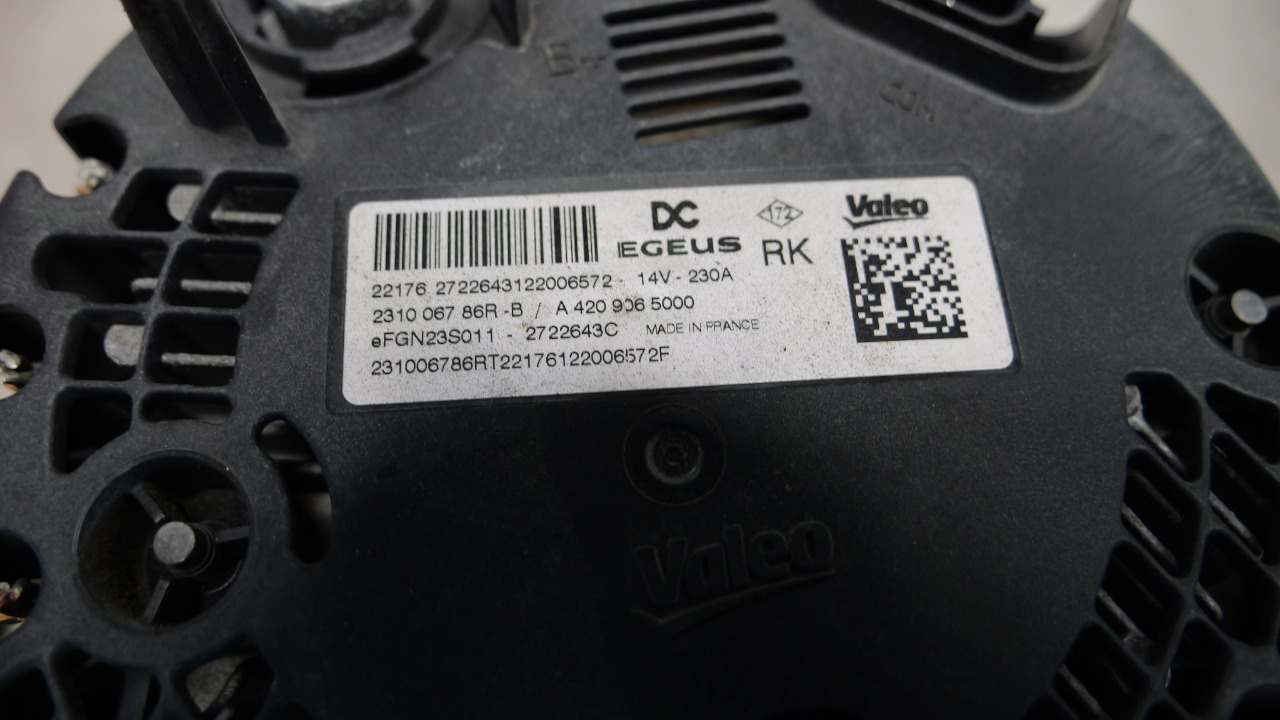 B+
COM
DC
EGEUS
172
RK
Valeo
22176 2722643122006572 - 14V - 230A
2310 067 86R -B / A 420 906 5000
eFGN23S011 - 2722643C MADE IN FRANCE
231006786RT22176122006572F
Valeo